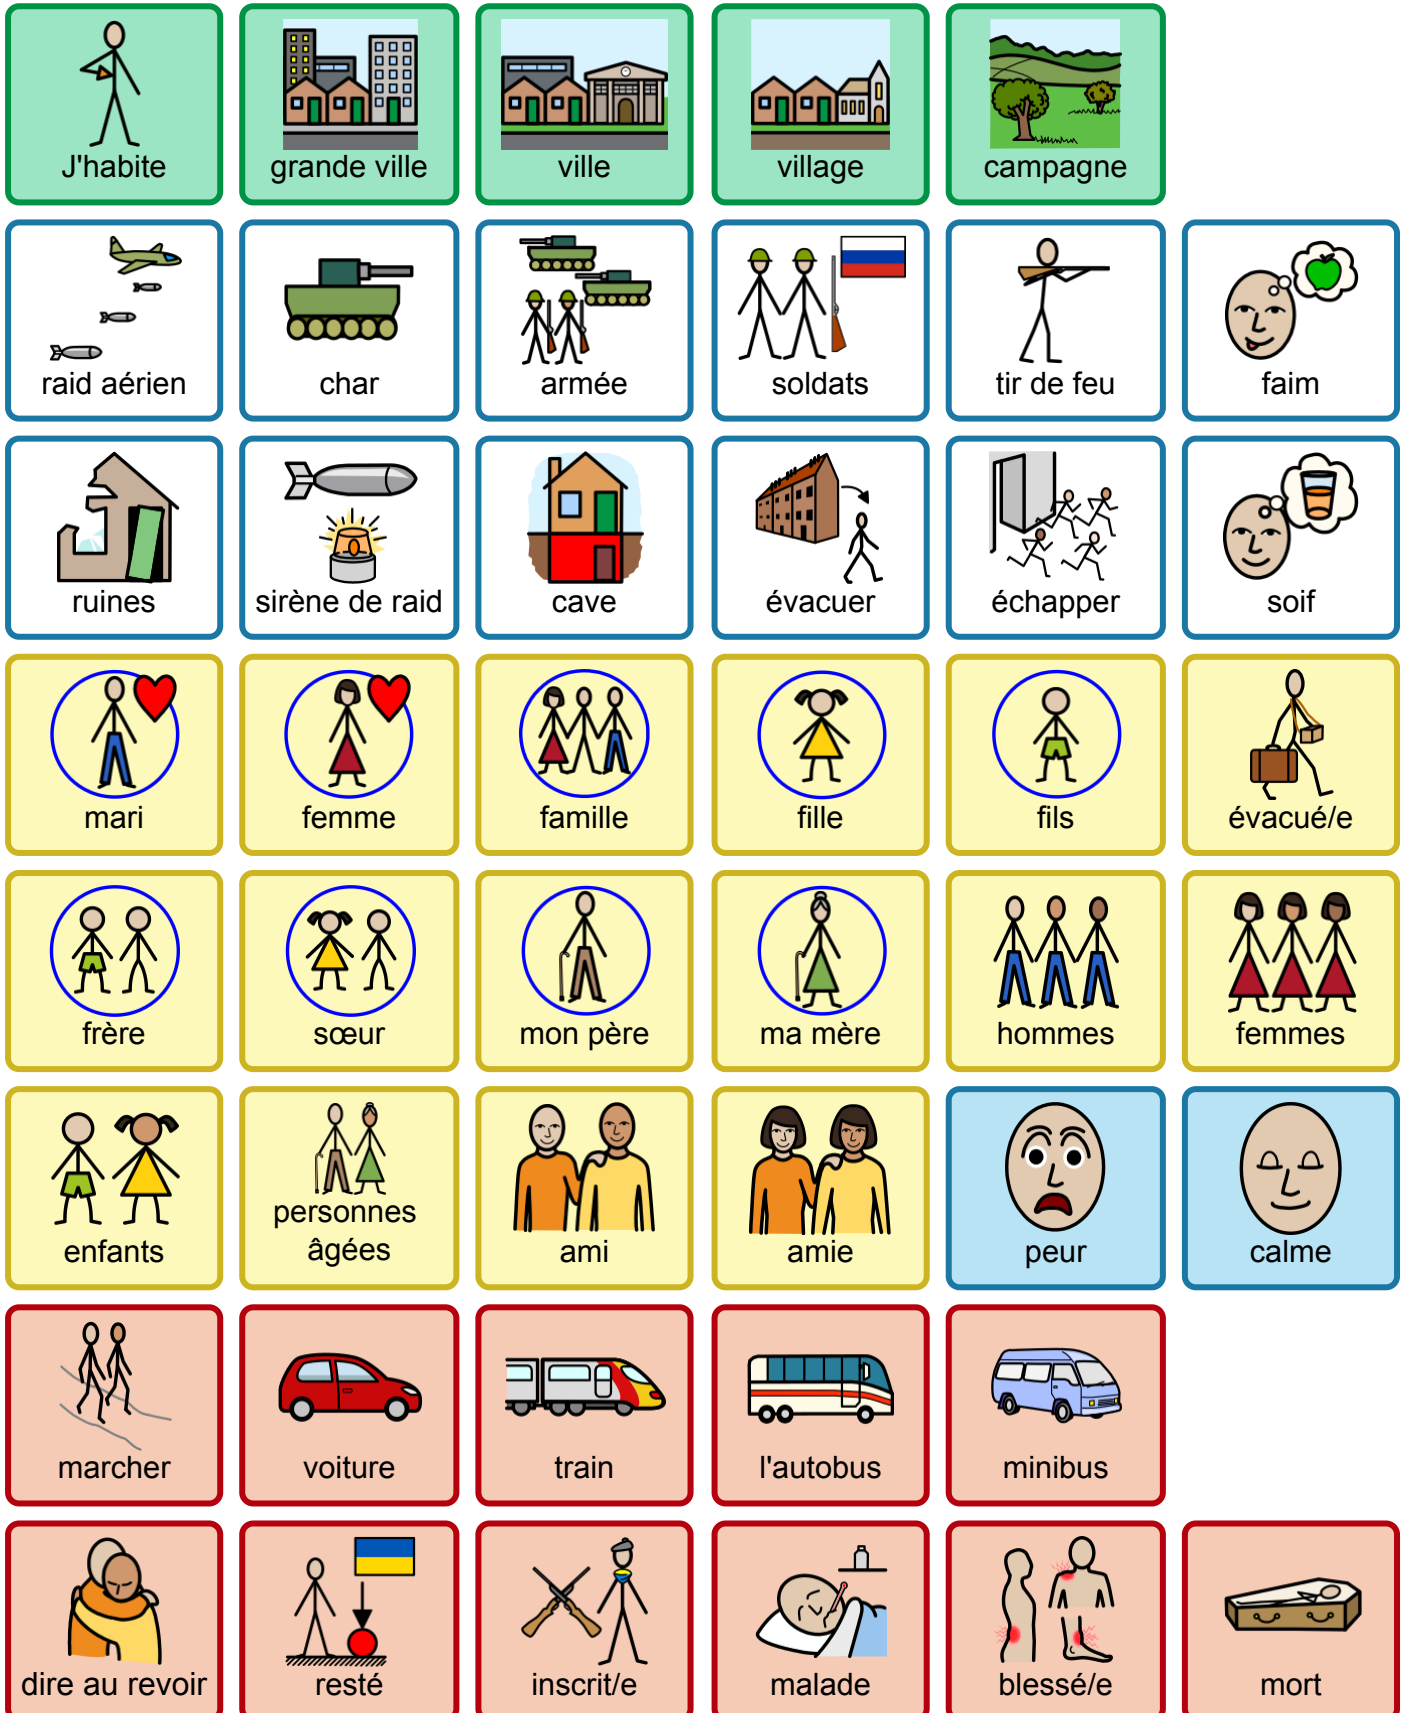 J'habite
grande ville
ville
village
campagne
raid aérien
char
armée
soldats
tir de feu
faim
ruines
sirène de raid
cave
évacuer
échapper
soif
mari
femme
famille
fille
fils
évacué/e
frère
sœur
mon père
ma mère
hommes
femmes
enfants
personnes
âgées
ami
amie
peur
calme
marcher
voiture
train
l'autobus
minibus
dire au revoir
resté
inscrit/e
malade
blessé/e
mort